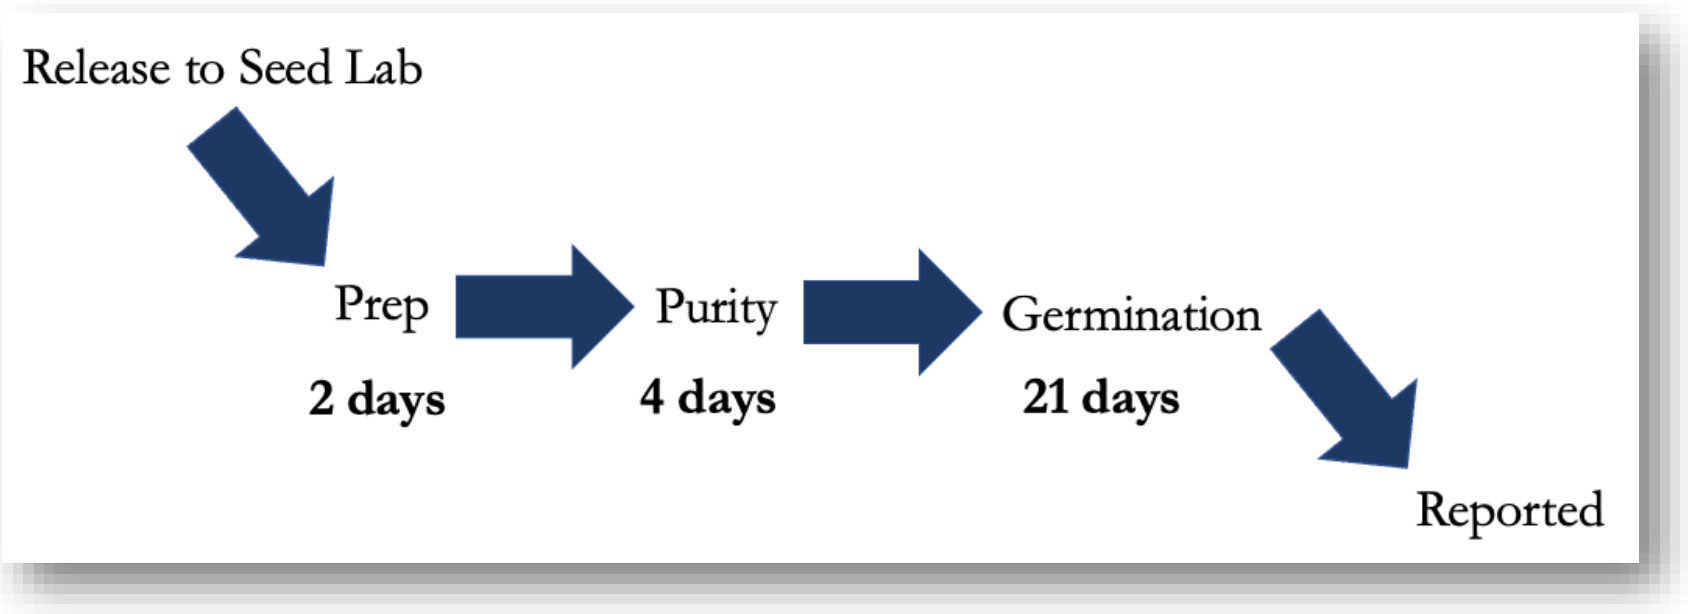 Release to Seed Lab
Prep
Purity
Germination
2 days
4 days
21 days
Reported